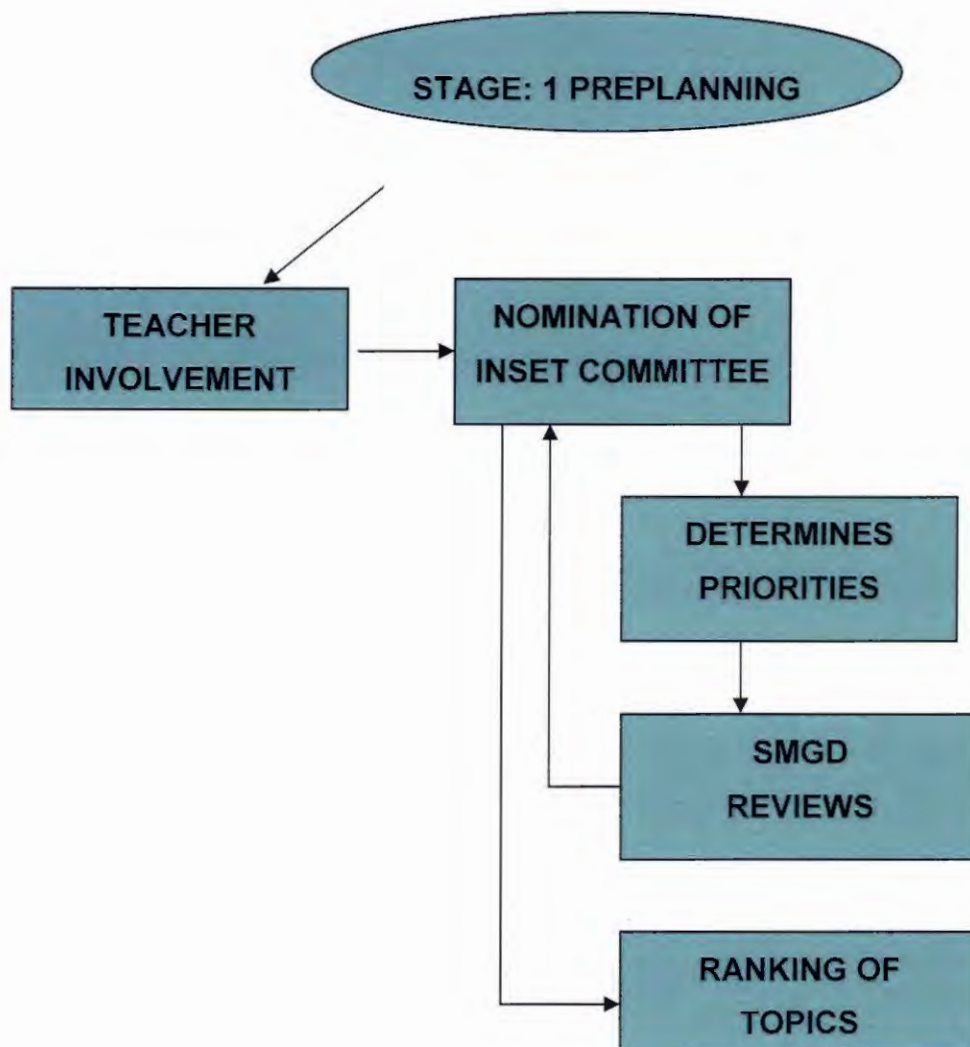 STAGE: 1 PREPLANNING
TEACHER
INVOLVEMENT
NOMINATION OF
INSET COMMITTEE
DETERMINES
PRIORITIES
SMGD
REVIEWS
RANKING OF
TOPICS